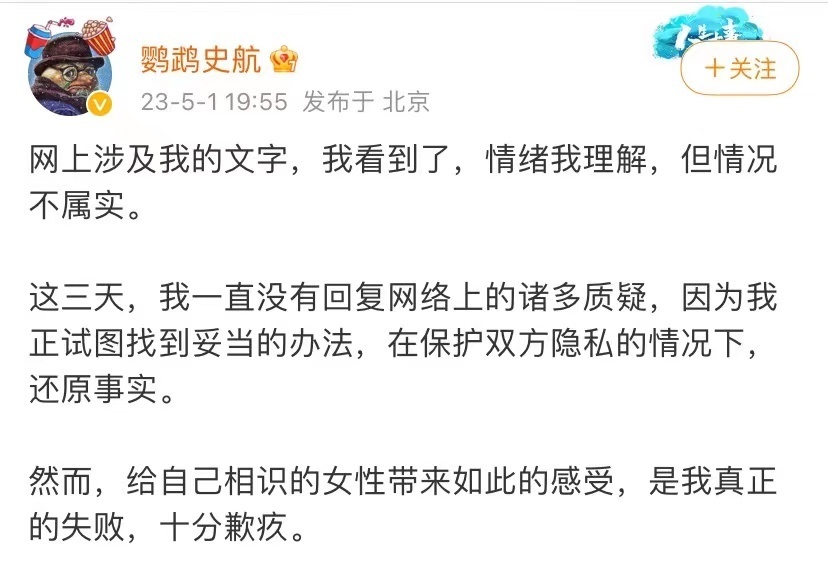 鹦鹉史航
23-5-1 19:55 发布于 北京
+关注
网上涉及我的文字，我看到了，情绪我理解，但情况
不属实。
这三天，我一直没有回复网络上的诸多质疑，因为我
正试图找到妥当的办法，在保护双方隐私的情况下，
还原事实。
然而，给自己相识的女性带来如此的感受，是我真正
的失败，十分歉疚。